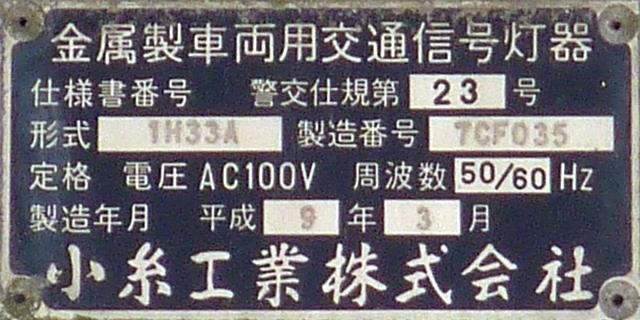 金属製車両用交通信号灯器
仕様書番号 警交仕規第 23 号
形式 1H33A 製造番号 7CF035
定格 電圧 AC100V 周波数 50/60 Hz
製造年月 平成 9 年 3 月
小糸工業株式会社